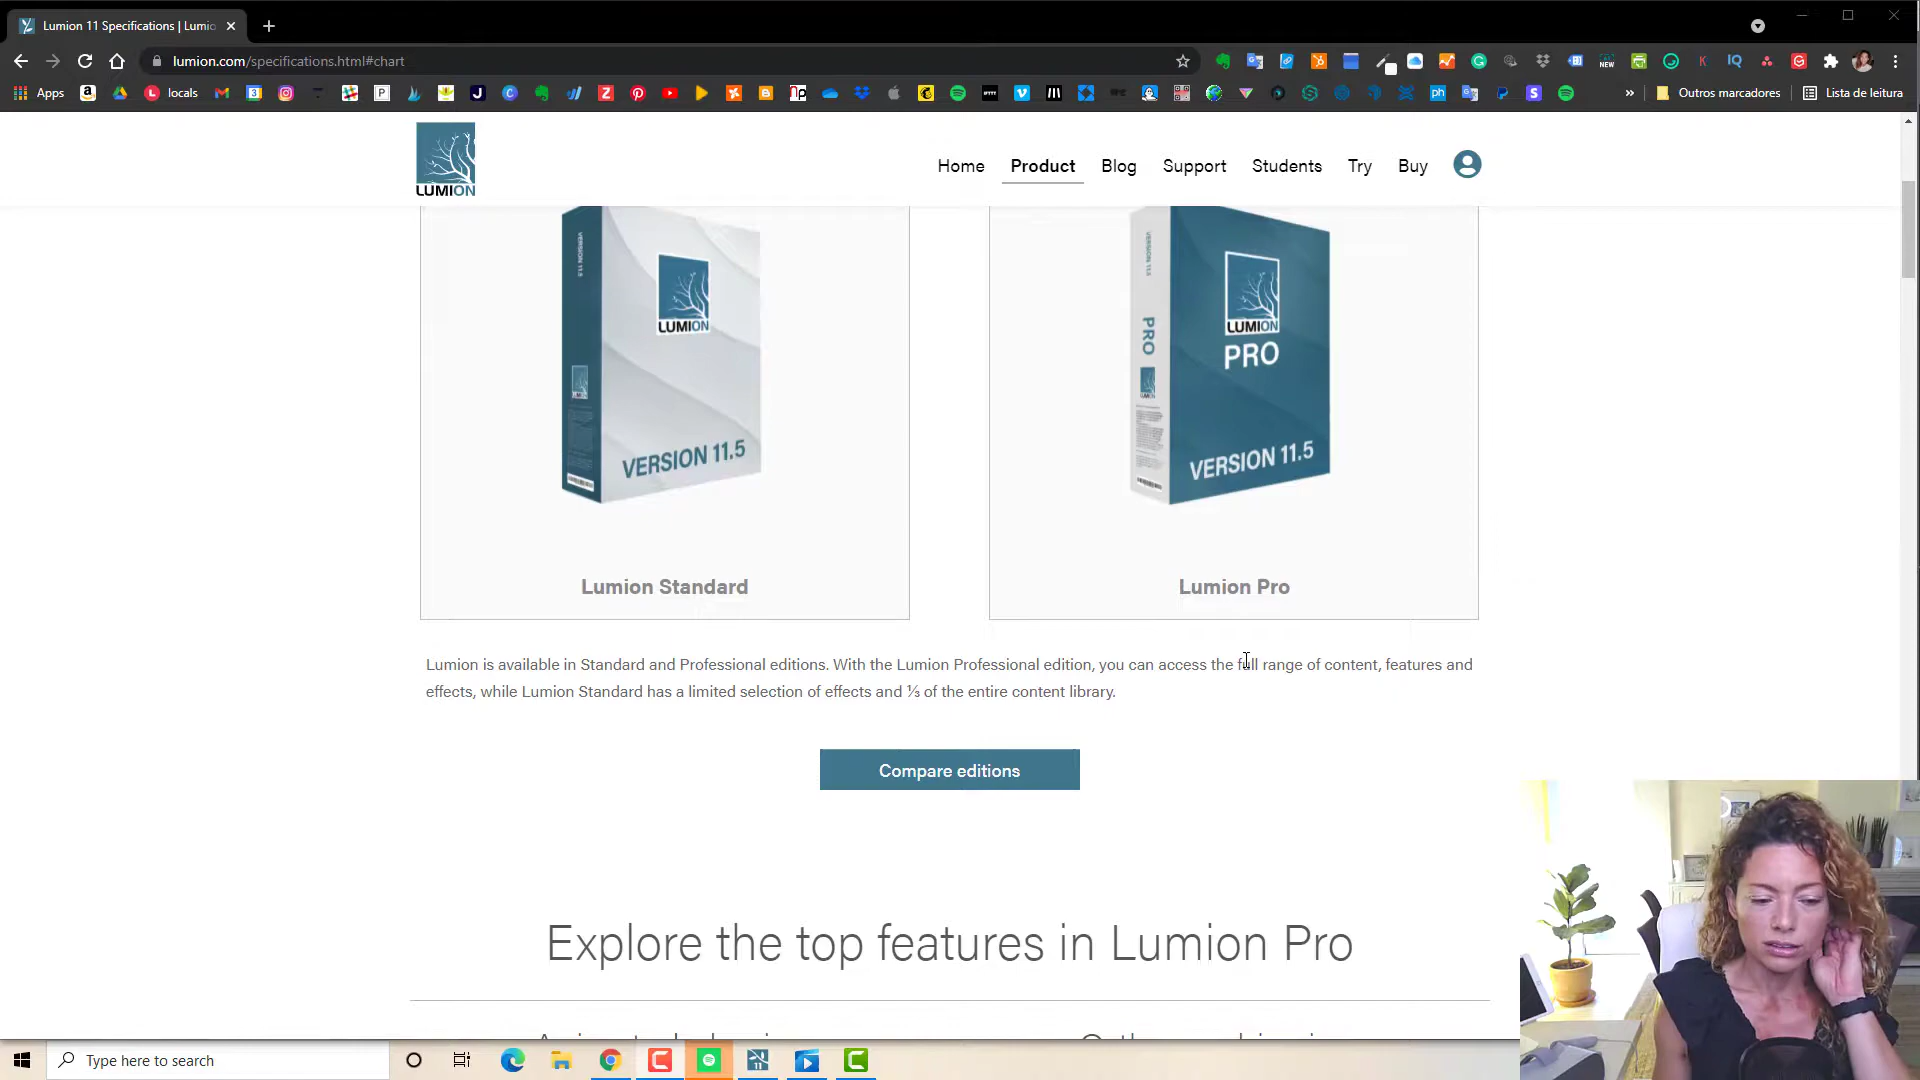 Lumion 11 Specifications | Lumio
lumion.com/specifications.html#chart
Apps
locals
Outros marcadores
Lista de leitura
LUMION
Home
Product
Blog
Support
Students
Try
Buy
VERSION 11.5
LUMION
VERSION 11.5
PRO
LUMION
PRO
VERSION 11.5
Lumion Standard
Lumion Pro
Lumion is available in Standard and Professional editions. With the Lumion Professional edition, you can access the full range of content, features and
effects, while Lumion Standard has a limited selection of effects and ⅓ of the entire content library.
Compare editions
Explore the top features in Lumion Pro
Type here to search